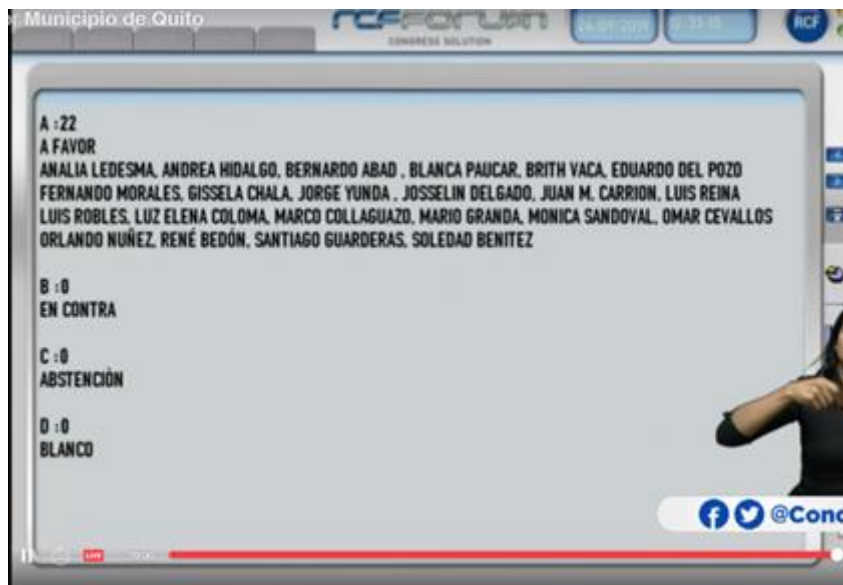 Municipio de Quito
RCFFORUM
CONGRESS SOLUTION
RCF
A :22
A FAVOR
ANALIA LEDESMA, ANDREA HIDALGO, BERNARDO ABAD , BLANCA PAUCAR, BRITH VACA, EDUARDO DEL POZO
FERNANDO MORALES, GISSELA CHALA, JORGE YUNDA , JOSSELIN DELGADO, JUAN M. CARRION, LUIS REINA
LUIS ROBLES, LUZ ELENA COLOMA, MARCO COLLAGUAZO, MARIO GRANDA, MONICA SANDOVAL, OMAR CEVALLOS
ORLANDO NUÑEZ, RENÉ BEDÓN, SANTIAGO GUARDERAS, SOLEDAD BENITEZ
B :0
EN CONTRA
C :0
ABSTENCIÒN
D :0
BLANCO
@Conc
LIVE